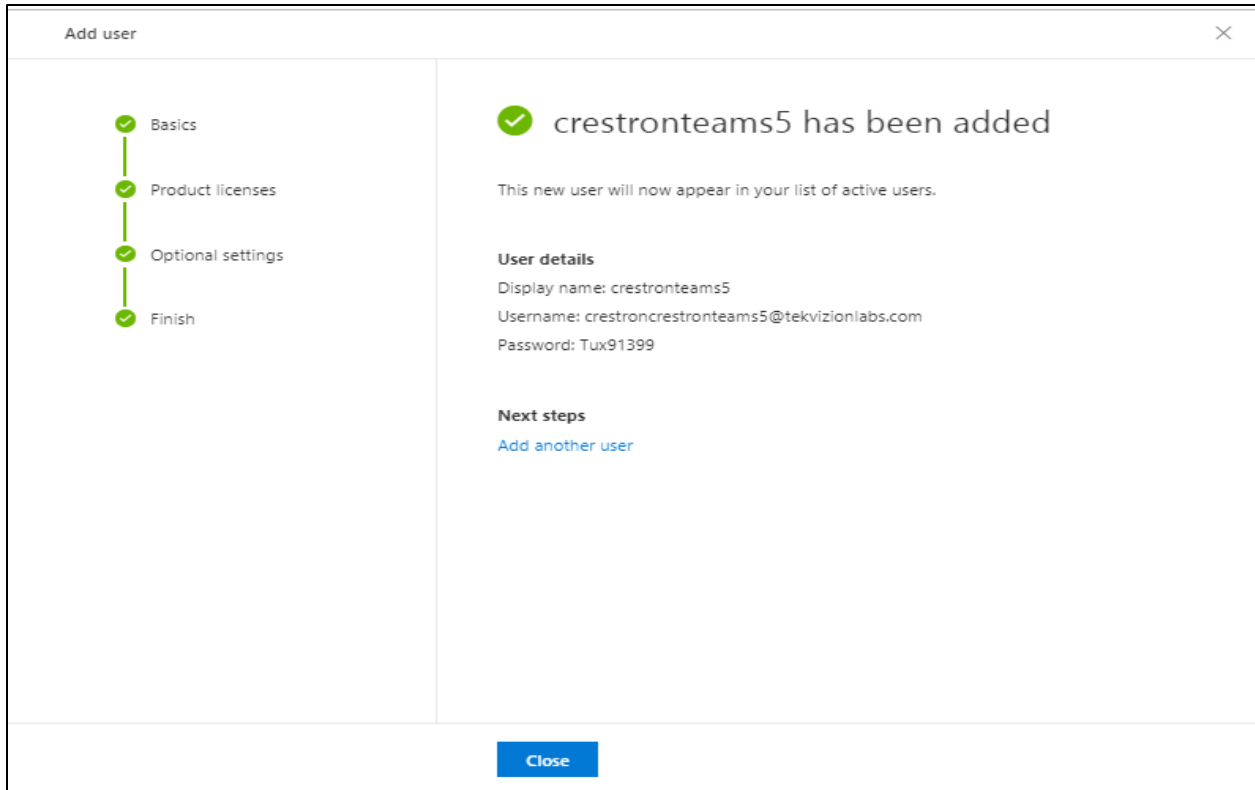 Add user
Basics
Product licenses
Optional settings
Finish
crestronteams5 has been added
This new user will now appear in your list of active users.
User details
Display name: crestronteams5
Username: crestroncrestronteams5@tekvizionlabs.com
Password: Tux91399
Next steps
Add another user
Close